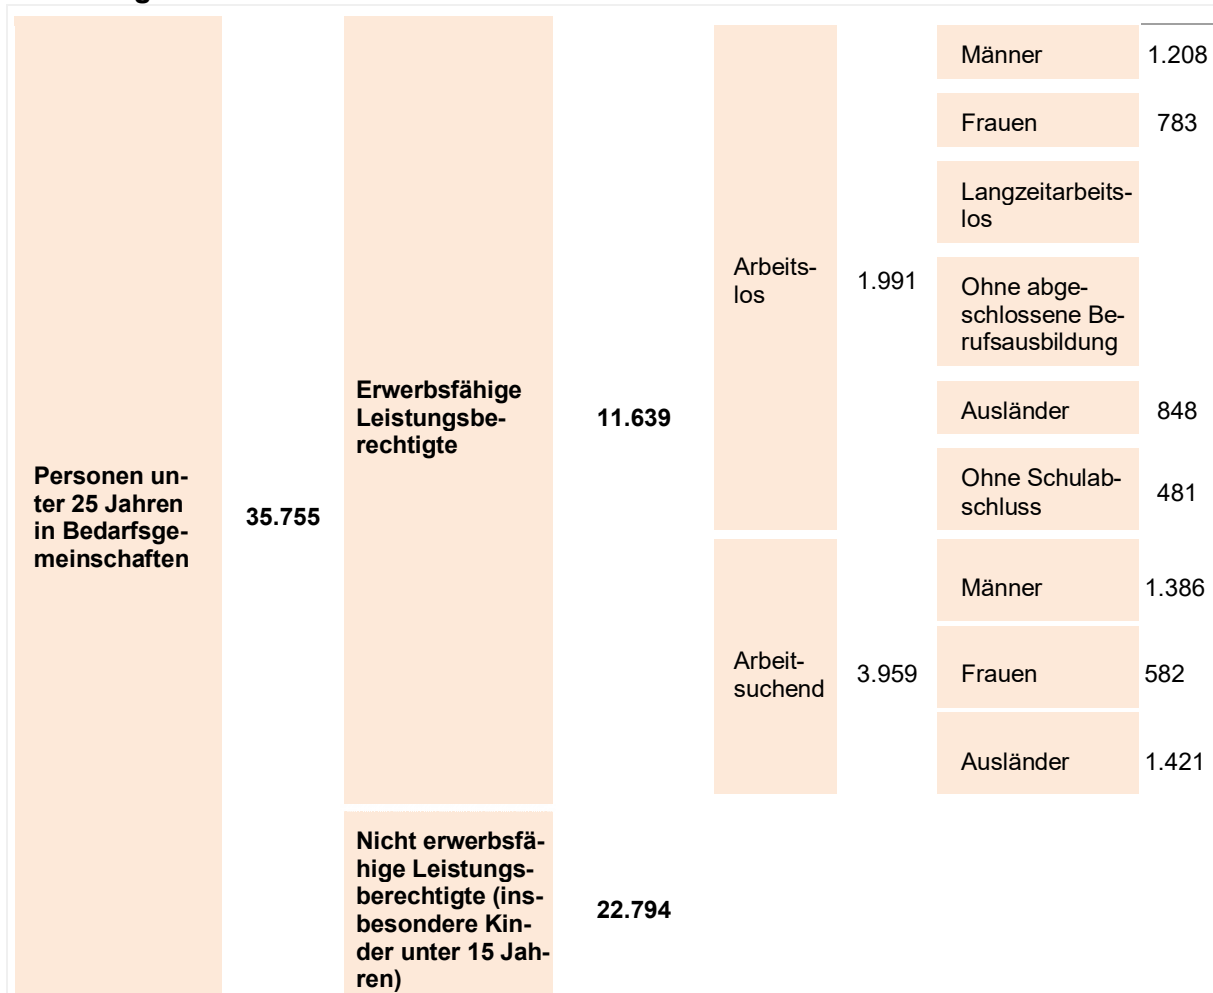 Personen un-
ter 25 Jahren
in Bedarfsge-
meinschaften
35.755
Erwerbsfähige
Leistungsbe-
rechtigte
11.639
Arbeits-
los
1.991
Männer
1.208
Frauen
783
Langzeitarbeits-
los
Ohne abge-
schlossene Be-
rufsausbildung
Ausländer
848
Ohne Schulab-
schluss
481
Arbeit-
suchend
3.959
Männer
1.386
Frauen
582
Ausländer
1.421
Nicht erwerbsfä-
hige Leistungs-
berechtigte (ins-
besondere Kin-
der unter 15 Jah-
ren)
22.794